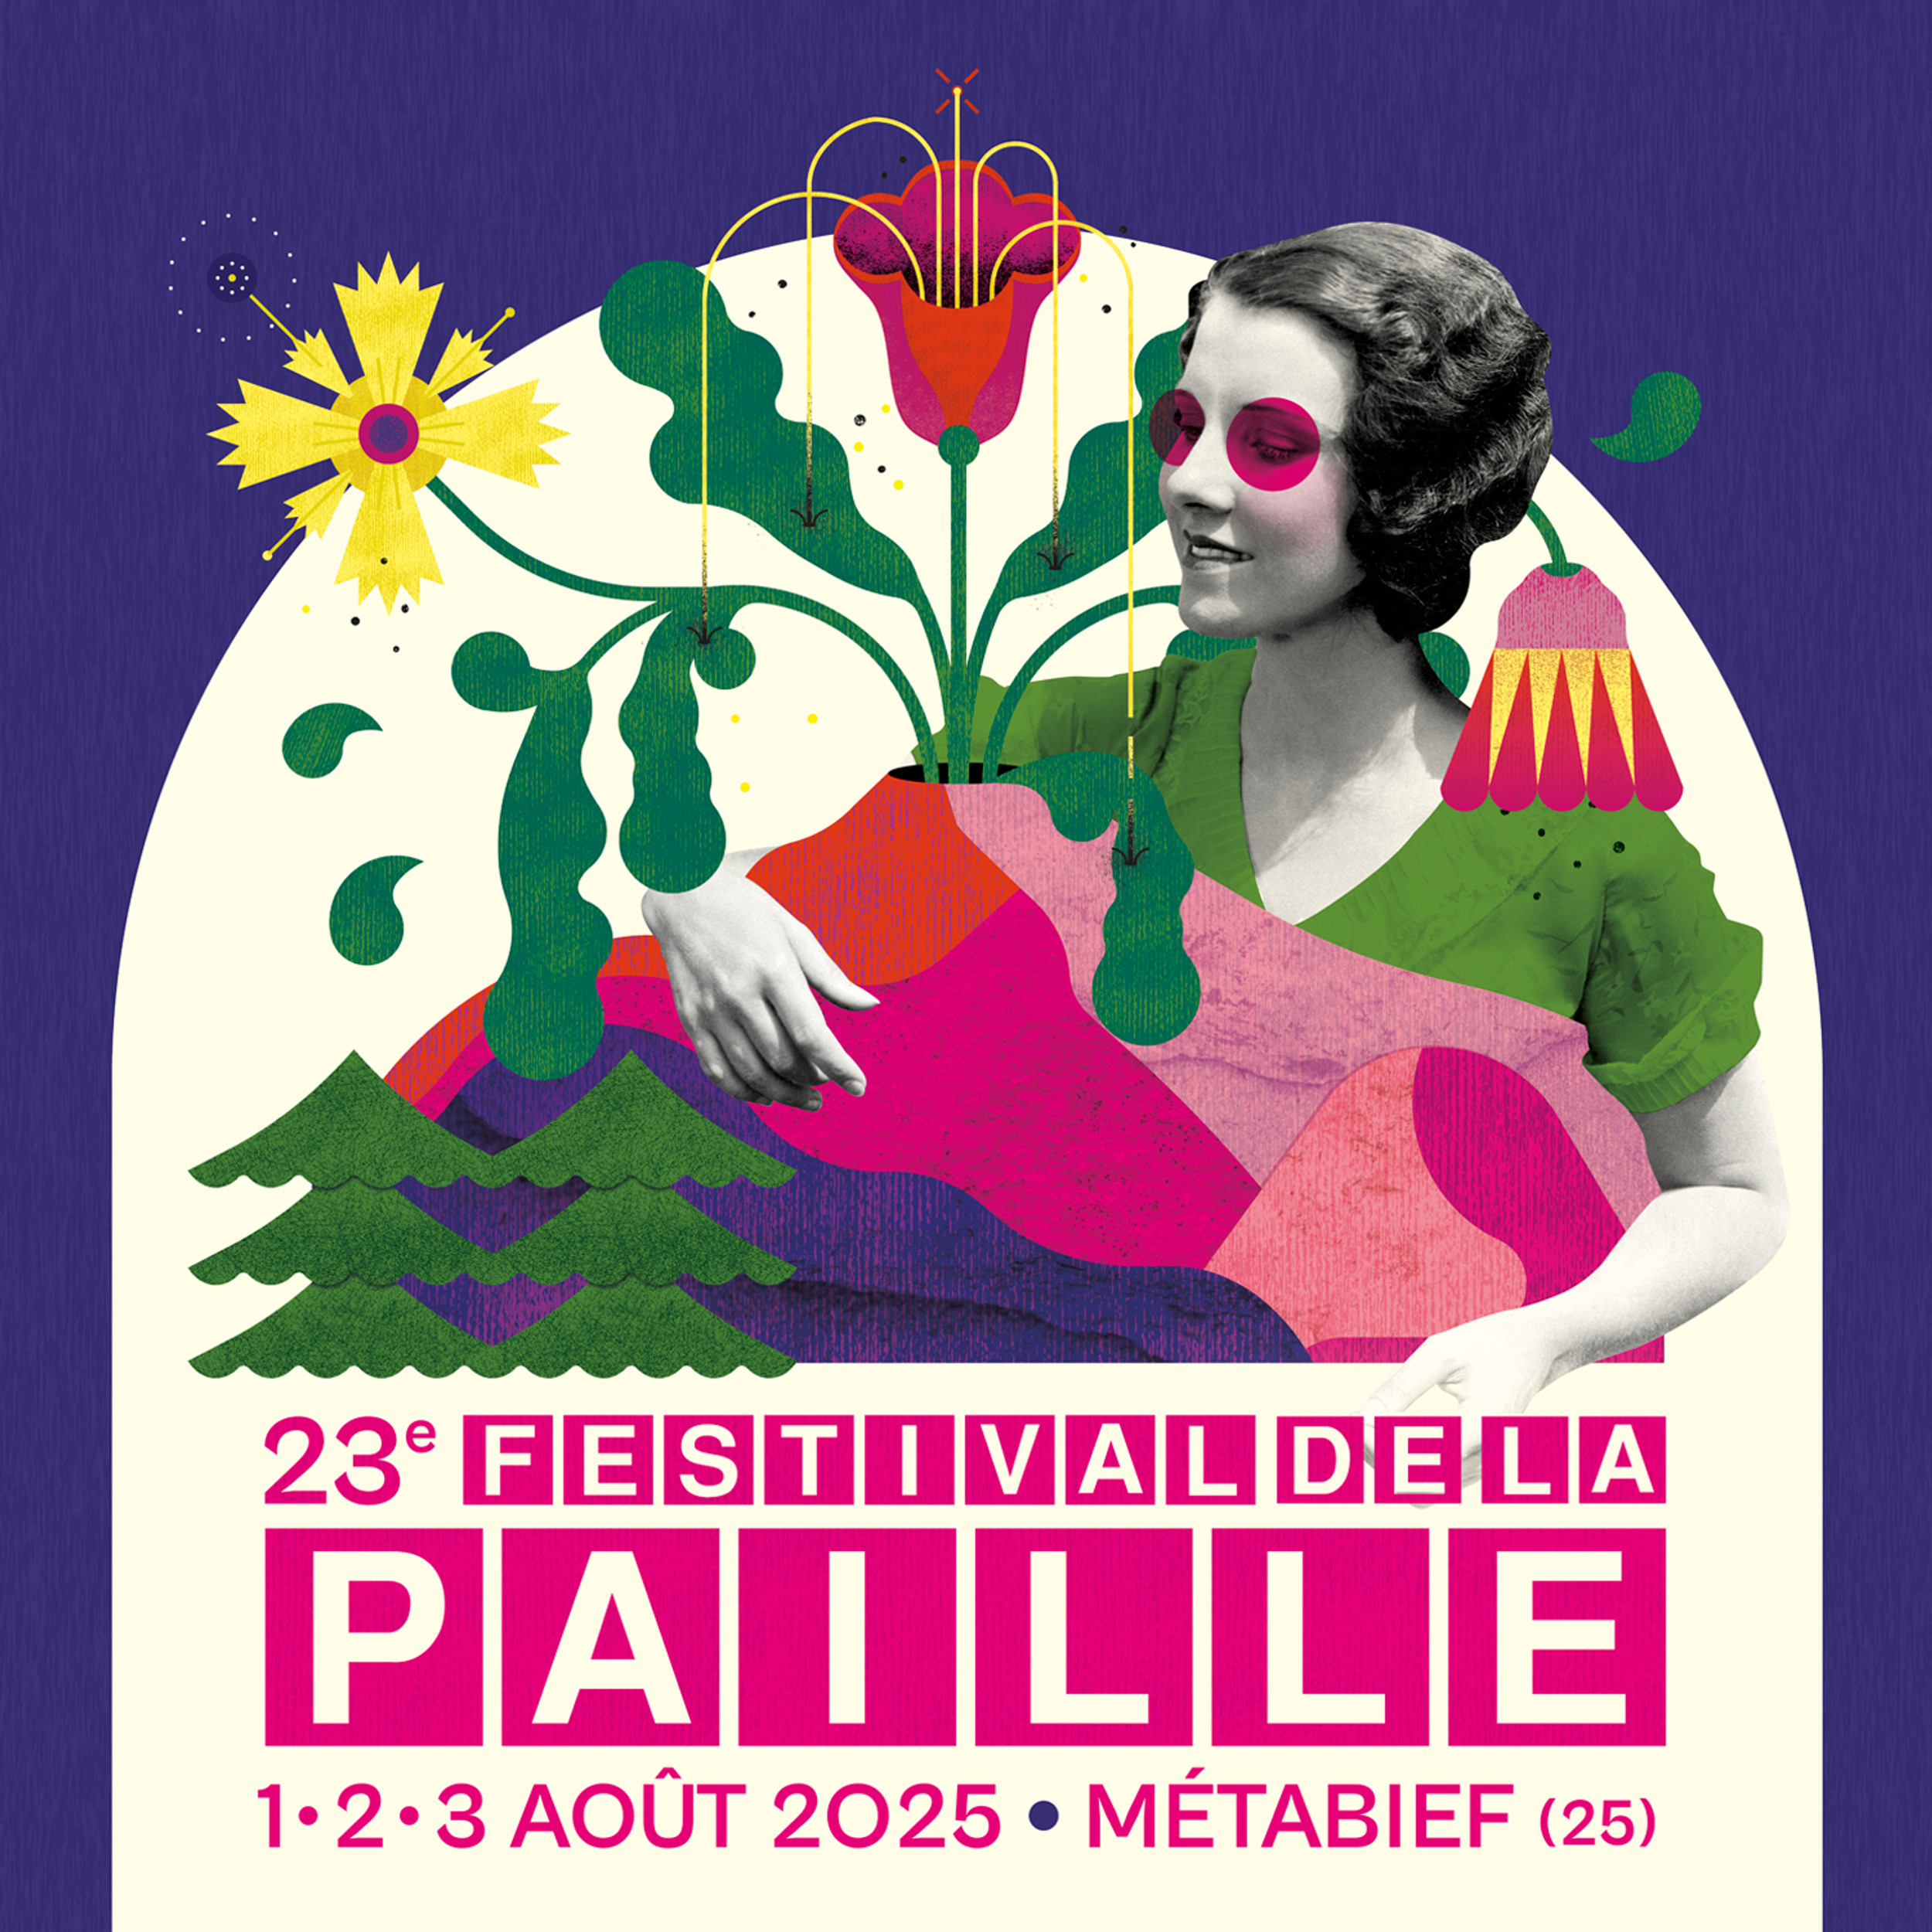 23e FESTIVAL DE LA
PAILLE
1•2•3 AOÛT 2025 • MÉTABIEF (25)